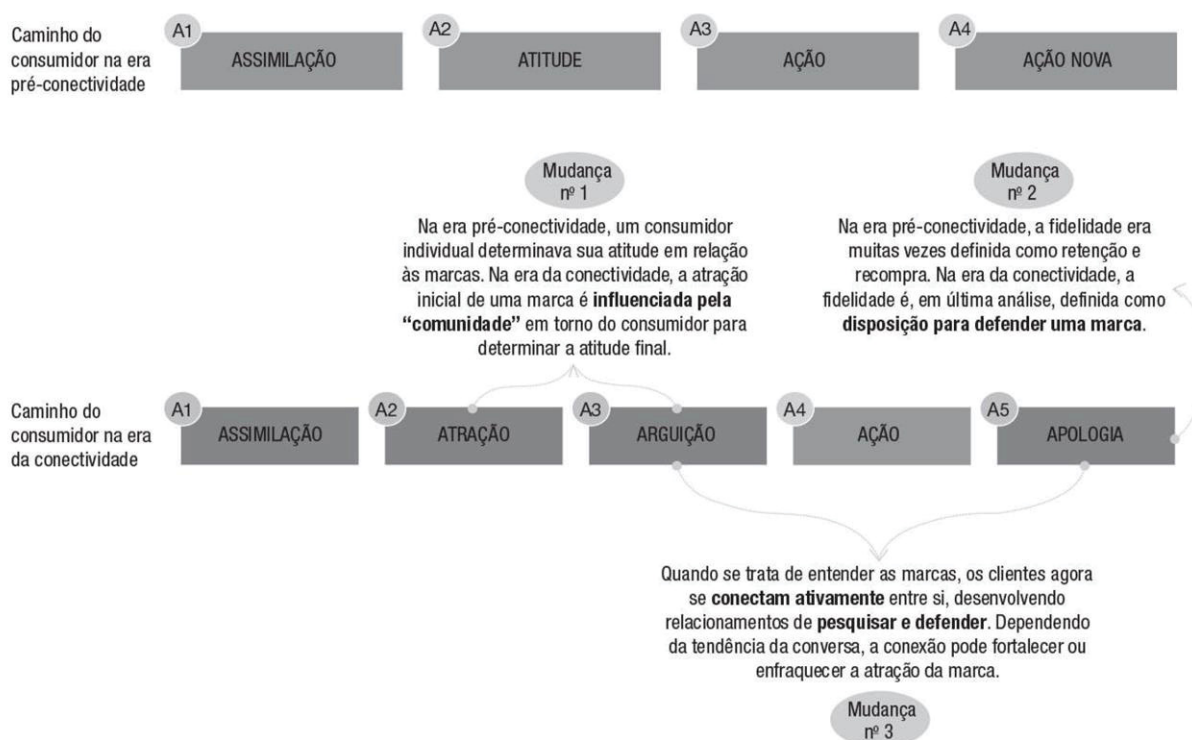 Caminho do
consumidor na era
pré-conectividade
A1
ASSIMILAÇÃO
A2
ATITUDE
A3
AÇÃO
A4
AÇÃO NOVA
Mudança
nº 1
Na era pré-conectividade, um consumidor
individual determinava sua atitude em relação
às marcas. Na era da conectividade, a atração
inicial de uma marca é influenciada pela
“comunidade” em torno do consumidor para
determinar a atitude final.
Mudança
nº 2
Na era pré-conectividade, a fidelidade era
muitas vezes definida como retenção e
recompra. Na era da conectividade, a
fidelidade é, em última análise, definida como
disposição para defender uma marca.
Caminho do
consumidor na era
da conectividade
A1
ASSIMILAÇÃO
A2
ATRAÇÃO
A3
ARGUIÇÃO
A4
AÇÃO
A5
APOLOGIA
Quando se trata de entender as marcas, os clientes agora
se conectam ativamente entre si, desenvolvendo
relacionamentos de pesquisar e defender. Dependendo
da tendência da conversa, a conexão pode fortalecer ou
enfraquecer a atração da marca.
Mudança
nº 3